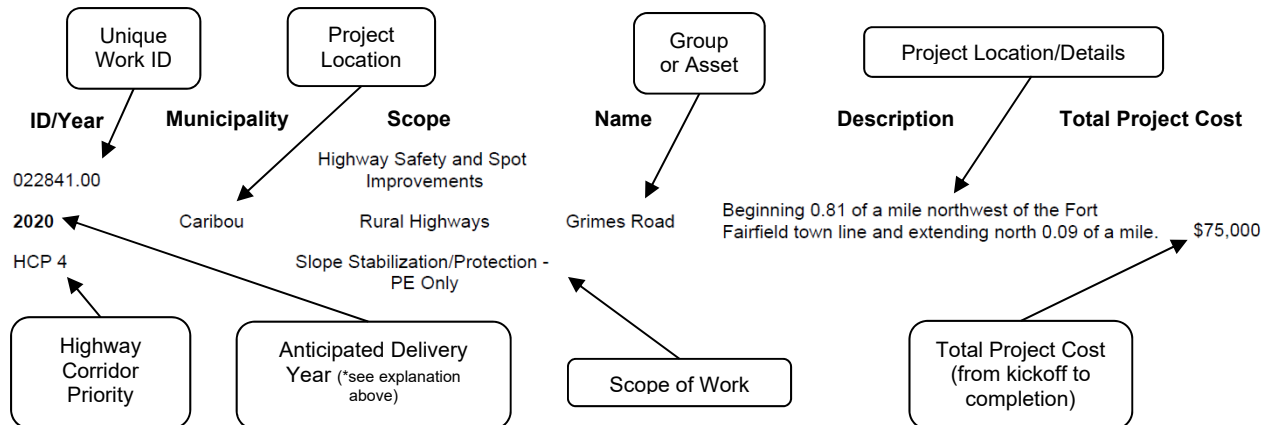 Unique
Work ID
Project
Location
Group
or Asset
Project Location/Details
ID/Year
Municipality
Scope
Name
Description
Total Project Cost
022841.00
Highway Safety and Spot
Improvements
2020
Caribou
Rural Highways
Grimes Road
Beginning 0.81 of a mile northwest of the Fort
Fairfield town line and extending north 0.09 of a mile.
$75,000
HCP 4
Slope Stabilization/Protection -
PE Only
Highway
Corridor
Priority
Anticipated Delivery
Year (*see explanation
above)
Scope of Work
Total Project Cost
(from kickoff to
completion)